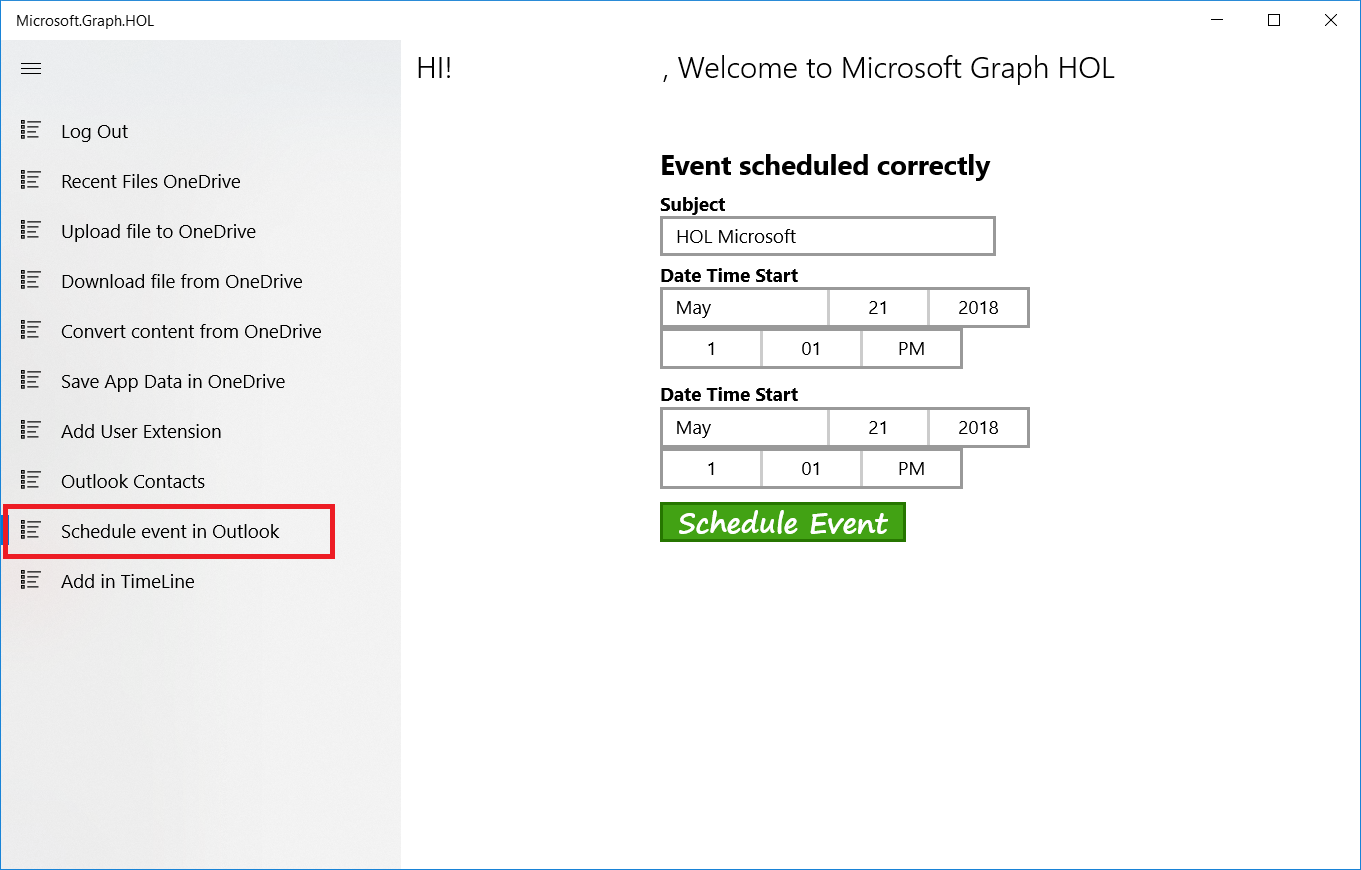 Microsoft.Graph.HOL
HI! , Welcome to Microsoft Graph HOL
Log Out
Recent Files OneDrive
Upload file to OneDrive
Download file from OneDrive
Convert content from OneDrive
Save App Data in OneDrive
Add User Extension
Outlook Contacts
Schedule event in Outlook
Add in TimeLine
Event scheduled correctly
Subject
HOL Microsoft
Date Time Start
May 21 2018
1 01 PM
Date Time Start
May 21 2018
1 01 PM
Schedule Event